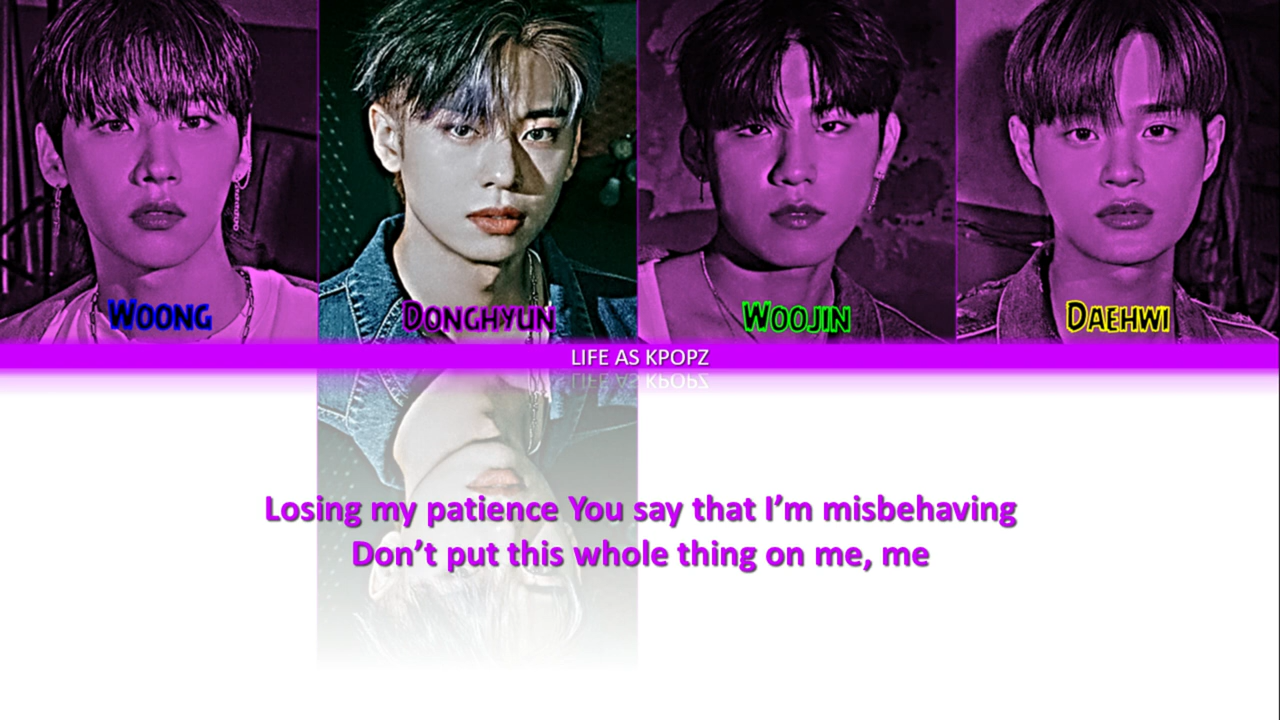 Woong
Donghyun
Woojin
Daehwi
LIFE AS KPOPZ
Losing my patience You say that I’m misbehaving
Don’t put this whole thing on me, me